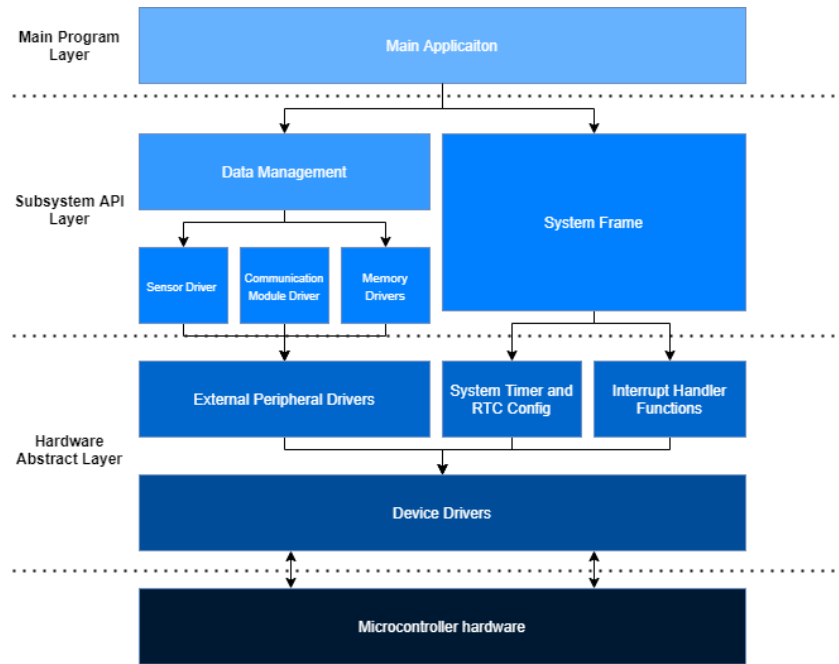 Main Program
Layer
Main Applicaiton
Subsystem API
Layer
Data Management
System Frame
Sensor Driver
Communication
Module Driver
Memory
Drivers
Hardware
Abstract Layer
External Peripheral Drivers
System Timer and
RTC Config
Interrupt Handler
Functions
Device Drivers
Microcontroller hardware